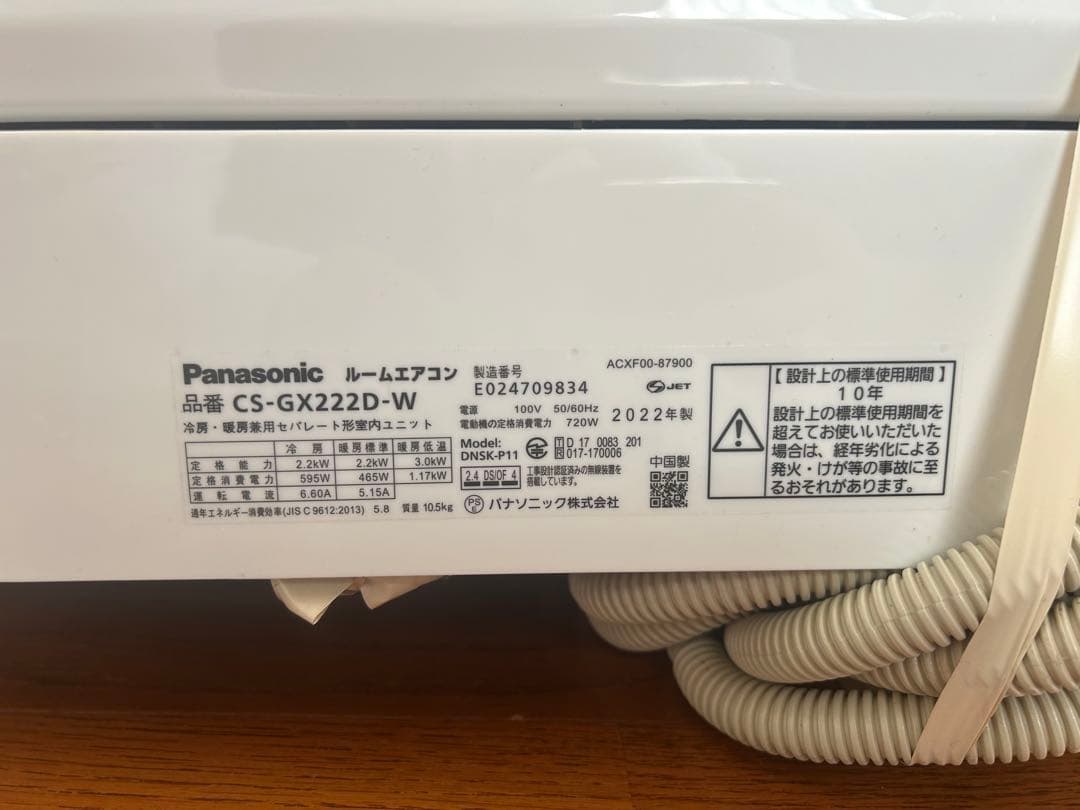 Panasonic ルームエアコン
品番 CS-GX222D-W
冷房・暖房兼用セパレート形室内ユニット
冷房 暖房標準 暖房低温
定格能力 2.2kW 2.2kW 3.0kW
定格消費電力 595W 465W 1.17kW
運転電流 6.60A 5.15A
通年エネルギー消費効率(JIS C 9612:2013) 5.8 質量 10.5kg
製造番号 ACXF00-87900
E024709834 JET
電源 100V 50/60Hz 2022年製
電動機の定格消費電力 720W
Model: DNSK-P11
T D 17 0083 201
R 017-170006
2.4 DS/OF 4
工事設計認証済みの無線装置を
搭載しています。
中国製
PS E パナソニック株式会社
【設計上の標準使用期間】
10年
設計上の標準使用期間を
超えてお使いいただいた
場合は、経年劣化による
発火・けが等の事故に至
るおそれがあります。